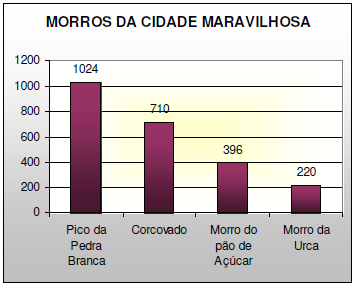 MORROS DA CIDADE MARAVILHOSA
1200
1000
800
600
400
200
0
1024
710
396
220
Pico da
Pedra
Branca
Corcovado
Morro do
pão de
Açúcar
Morro da
Urca